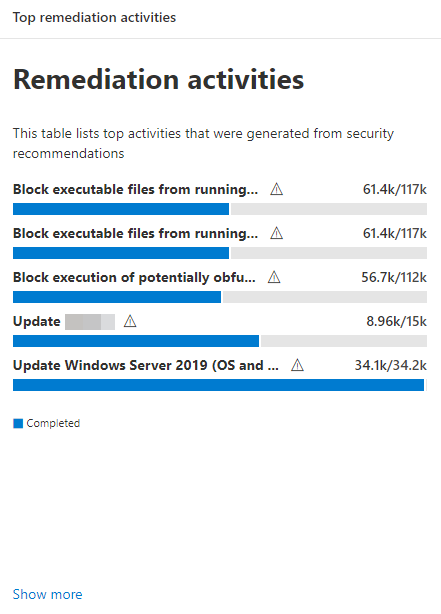 Top remediation activities
Remediation activities
This table lists top activities that were generated from security
recommendations
Block executable files from running... 61.4k/117k
Block executable files from running... 61.4k/117k
Block execution of potentially obfu... 56.7k/112k
Update 8.96k/15k
Update Windows Server 2019 (OS and ... 34.1k/34.2k
Completed
Show more